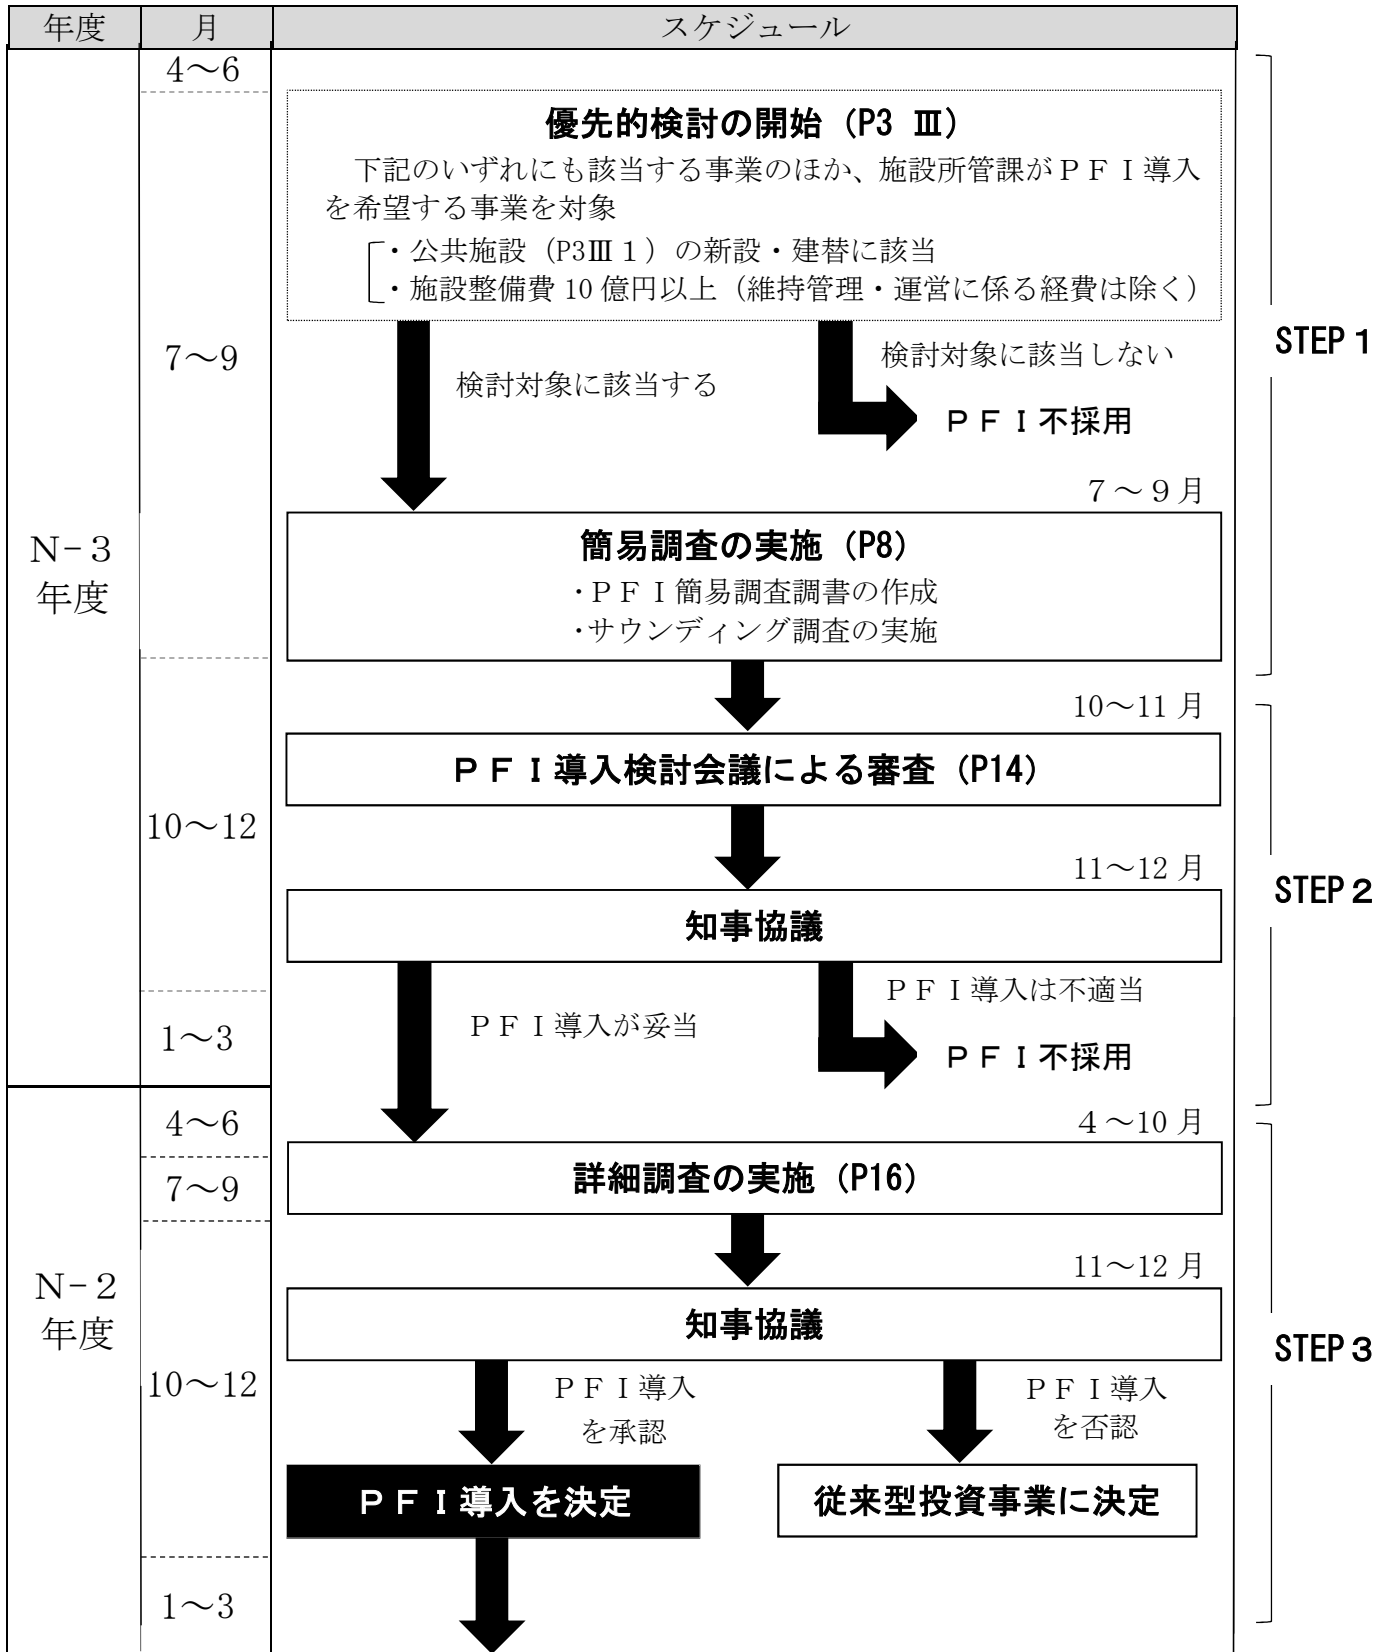 年度 月 スケジュール
4～6
優先的検討の開始（P3 Ⅲ）
下記のいずれにも該当する事業のほか、施設所管課がＰＦＩ導入
を希望する事業を対象
・公共施設（P3Ⅲ１）の新設・建替に該当
・施設整備費 10 億円以上（維持管理・運営に係る経費は除く）
STEP１
7～9
検討対象に該当しない
検討対象に該当する
ＰＦＩ不採用
７～９月
Ｎ−３
年度
簡易調査の実施（P8）
・ＰＦＩ簡易調査調書の作成
・サウンディング調査の実施
10～11 月
ＰＦＩ導入検討会議による審査（P14）
10～12
11～12 月
STEP２
知事協議
ＰＦＩ導入は不適当
ＰＦＩ導入が妥当
1～3
ＰＦＩ不採用
4～6
４～10 月
詳細調査の実施（P16）
7～9
11～12 月
Ｎ−２
年度
知事協議
STEP３
10～12
ＰＦＩ導入
を承認
ＰＦＩ導入
を否認
ＰＦＩ導入を決定
従来型投資事業に決定
1～3